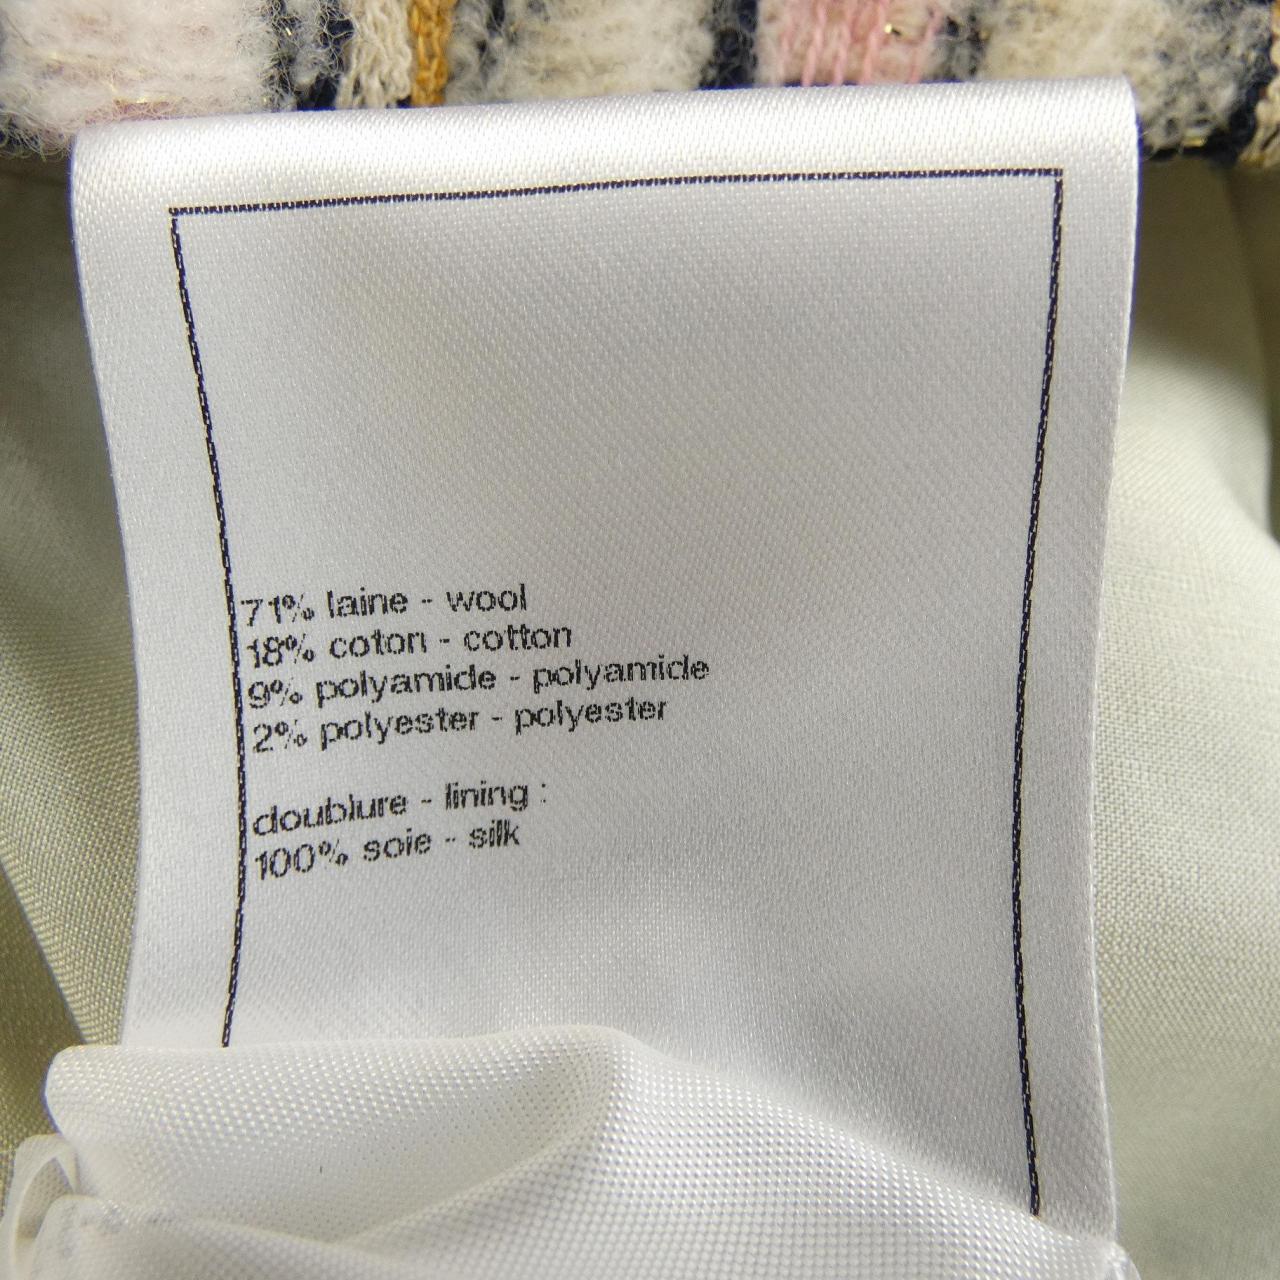 71% laine - wool
18% coton - cotton
9% polyamide - polyamide
2% polyester - polyester
doublure - lining :
100% soie - silk